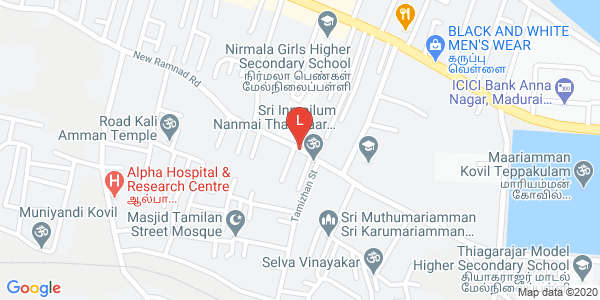 Nirmala Girls Higher
Secondary School
நிர்மலா பெண்கள்
மேல்நிலைப்பள்ளி
BLACK AND WHITE
MEN'S WEAR
கருப்பு
வெள்ளை
ICICI Bank Anna
Nagar, Madurai...
New Ramnad Rd
Road Kali
Amman Temple
Sri In
ilum
Nanmai Tha
aar...
L
Alpha Hospital &
Research Centre
ஆல்பா...
H
Maariamman
Kovil Teppakulam
மாரியம்மன்
கோவில்...
Muniyandi Kovil
Masjid Tamilan
Street Mosque
Tamizhan St
Sri Muthumariamman
Sri Karumariamman...
Selva Vinayakar
Thiagarajar Model
Higher Secondary School
தியாகராஜர் மாடல்
மேல்நிலைப்...
Google
Map data ©2020